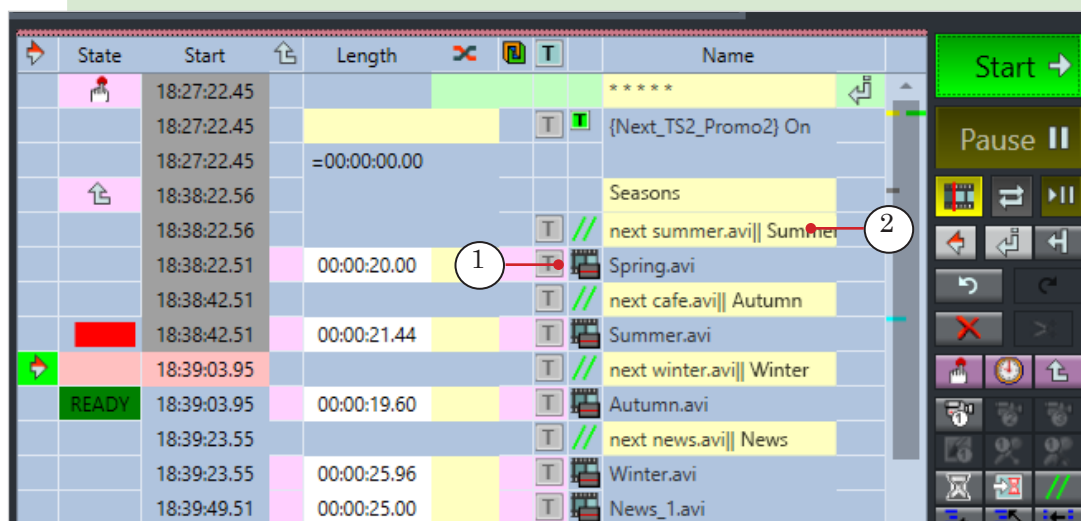 State Start Length T Name
Start
18:27:22.45 * * * * *
18:27:22.45 T T {Next_TS2_Promo2} On
Pause
18:27:22.45 =00:00:00.00
18:38:22.56 Seasons
18:38:22.56 T // next summer.avi|| Summer 2
18:38:22.51 00:00:20.00 1 T Spring.avi
18:38:42.51 T // next cafe.avi|| Autumn
18:38:42.51 00:00:21.44 T Summer.avi
18:39:03.95 T // next winter.avi|| Winter
READY 18:39:03.95 00:00:19.60 T Autumn.avi
18:39:23.55 T // next news.avi|| News
18:39:23.55 00:00:25.96 T Winter.avi
18:39:49.51 00:00:25.00 T News_1.avi